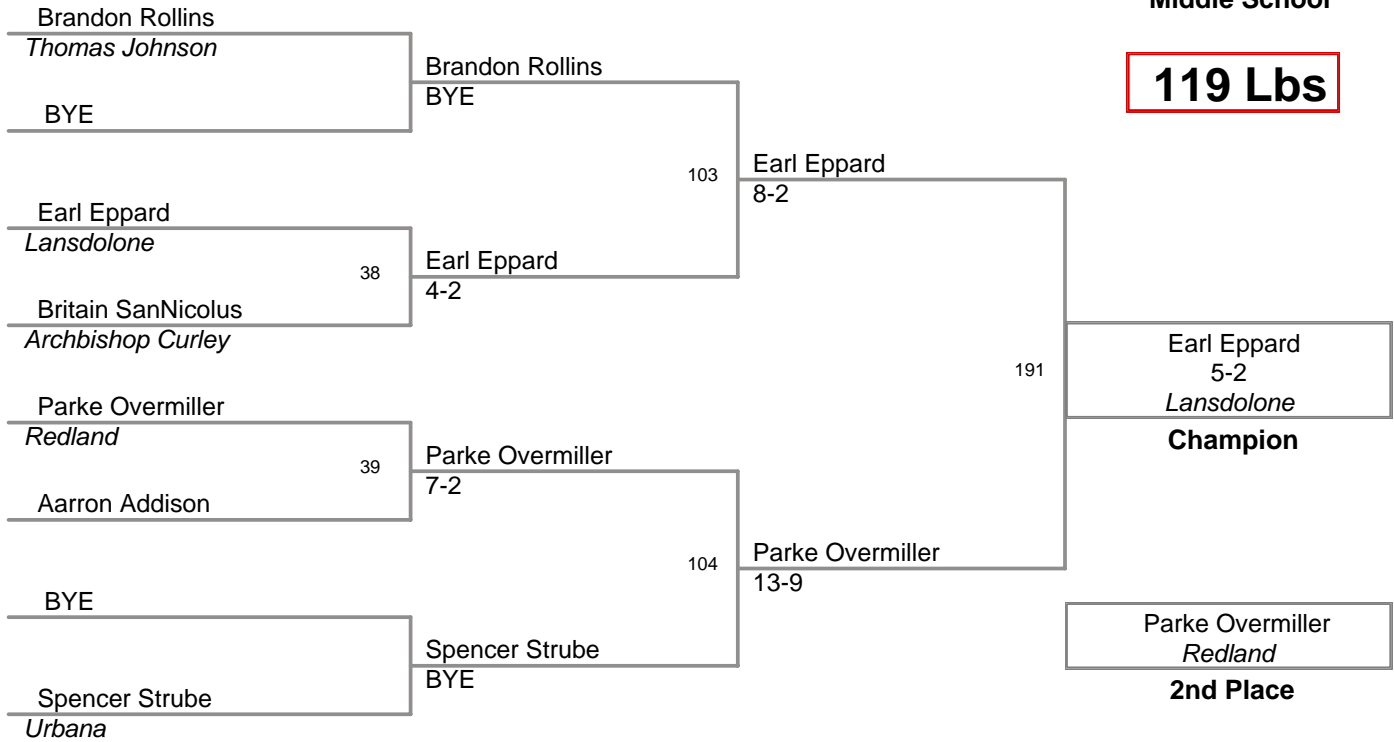 Middle School
119 Lbs
Brandon Rollins
Thomas Johnson
BYE
Earl Eppard
Lansdolone
38
Britain SanNicolus
Archbishop Curley
Parke Overmiller
Redland
39
Aarron Addison
BYE
Spencer Strube
Urbana
Brandon Rollins
BYE
103
Earl Eppard
4-2
Parke Overmiller
7-2
104
Spencer Strube
BYE
Earl Eppard
8-2
191
Parke Overmiller
13-9
Earl Eppard
5-2
Lansdolone
Champion
Parke Overmiller
Redland
2nd Place